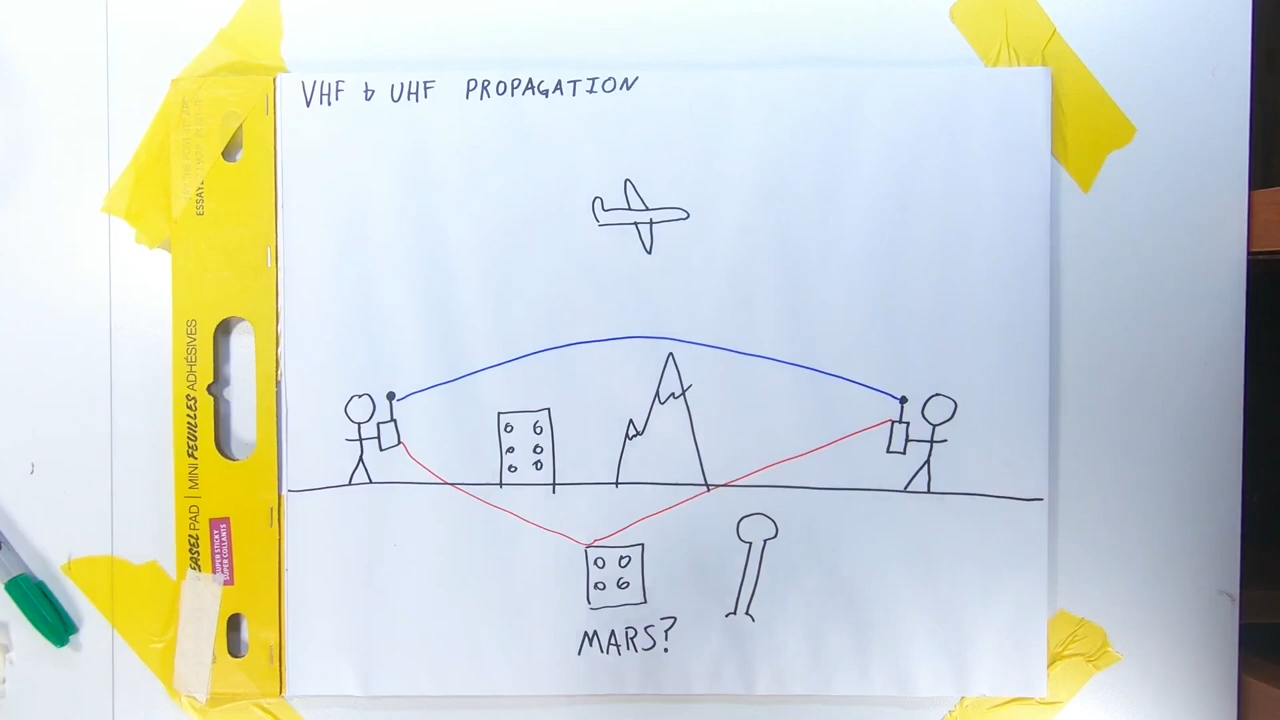 VHF & UHF PROPAGATION
MARS?
EASEL PAD | MINI FEUILLES ADHÉSIVES
SUPER STICKY
SUPER COLLANTS